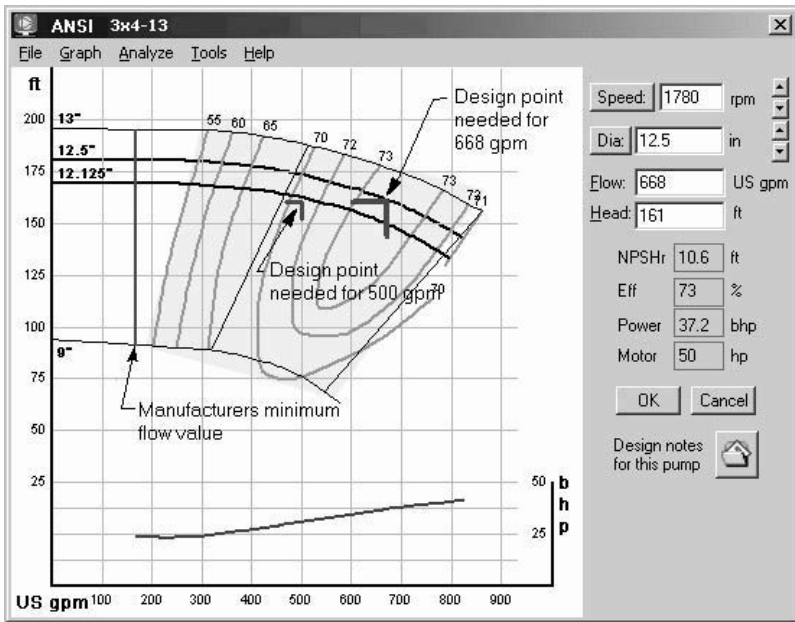 ANSI 3x4-13
File Graph Analyze Tools Help
ft
200
175
150
125
100
75
50
25
13"
12.5"
12.125"
9"
55
60
65
70
72
73
73
72
71
70
Design point
needed for
668 gpm
Design point
needed for 500 gpm
Manufacturers minimum
flow value
50
25
b
h
p
US gpm 100 200 300 400 500 600 700 800 900
Speed: 1780 rpm
Dia: 12.5 in
Flow: 668 US gpm
Head: 161 ft
NPSHr 10.6 ft
Eff 73 %
Power 37.2 bhp
Motor 50 hp
OK Cancel
Design notes
for this pump